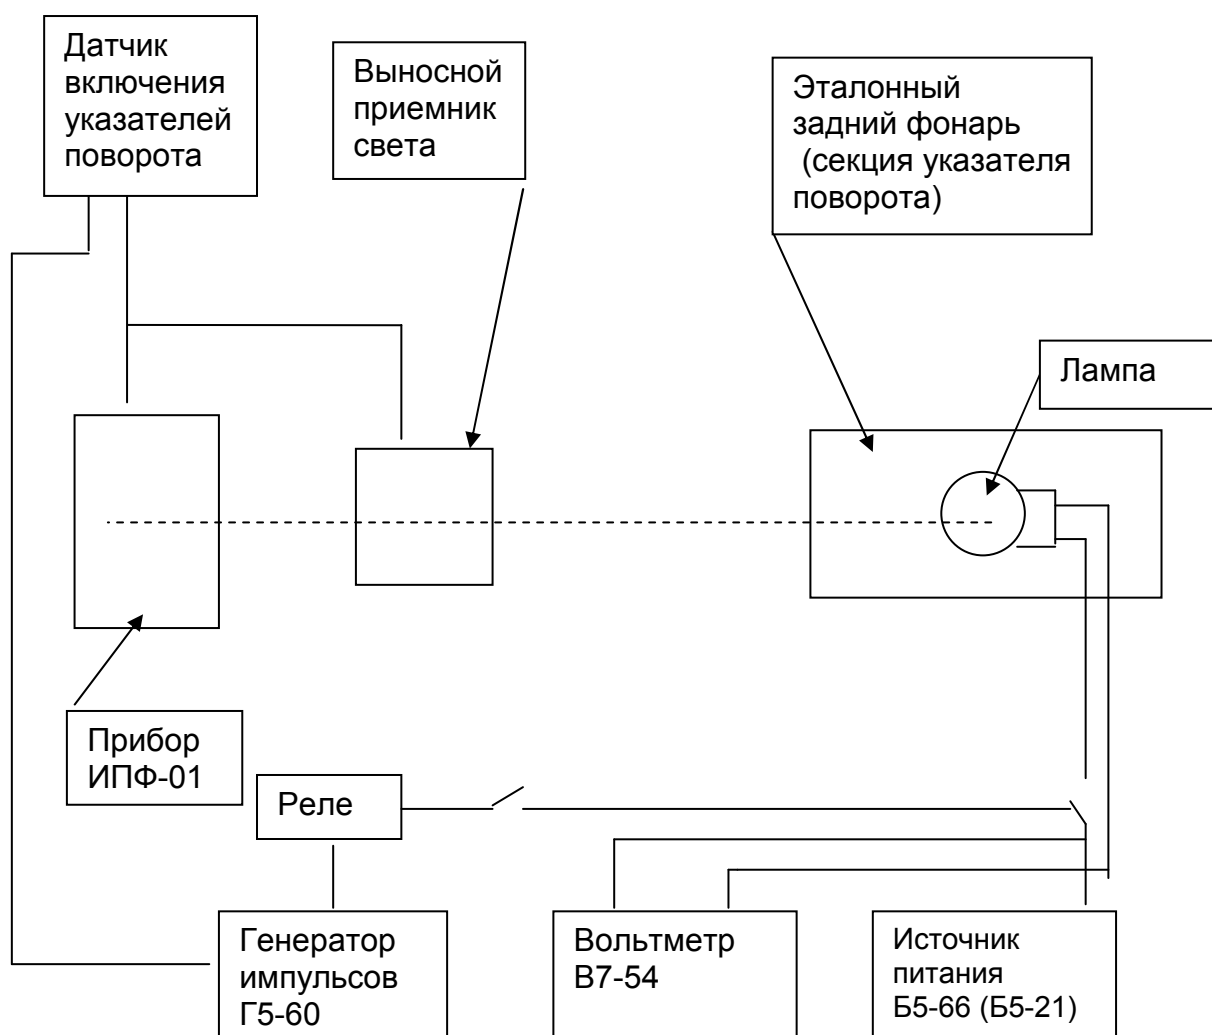 Датчик
включения
указателей
поворота
Выносной
приемник
света
Эталонный
задний фонарь
(секция указателя
поворота)
Лампа
Прибор
ИПФ-01
Реле
Генератор
импульсов
Г5-60
Вольтметр
В7-54
Источник
питания
Б5-66 (Б5-21)